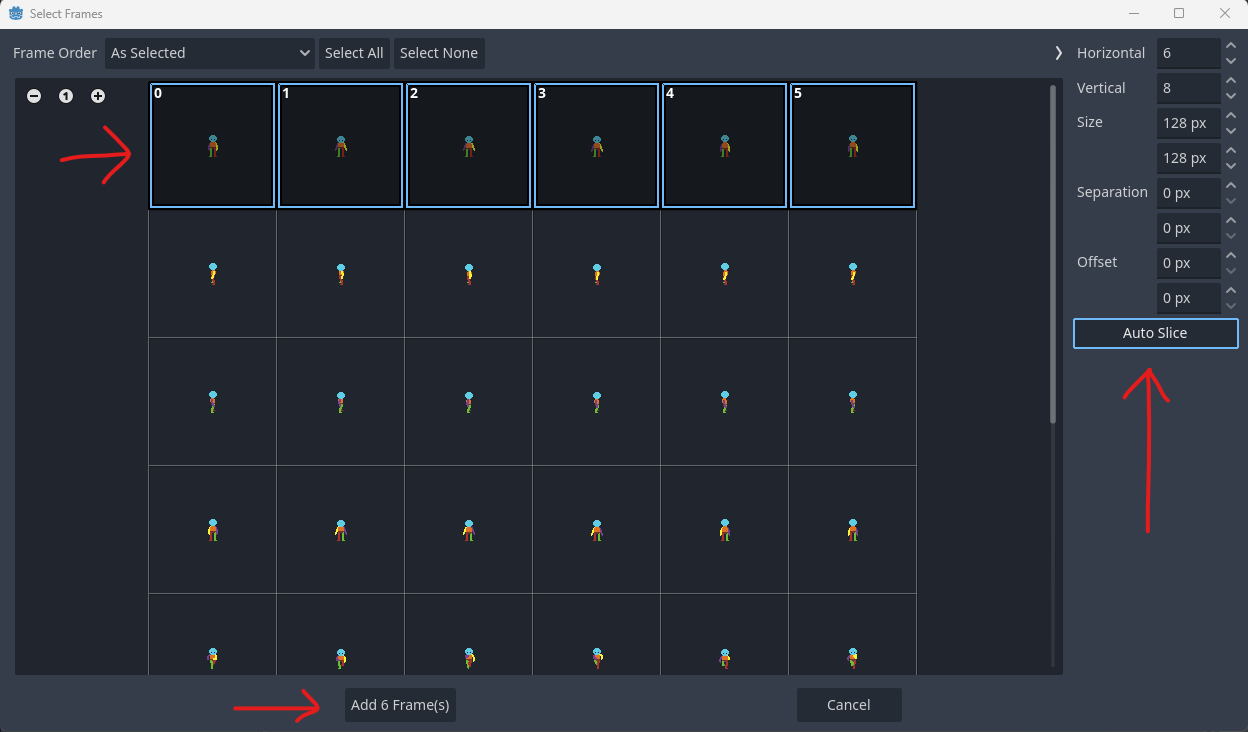 Select Frames
Frame Order As Selected Select All Select None
Horizontal 6
Vertical 8
Size 128 px
128 px
Separation 0 px
0 px
Offset 0 px
0 px
Auto Slice
1
0 1 2 3 4 5
Add 6 Frame(s) Cancel